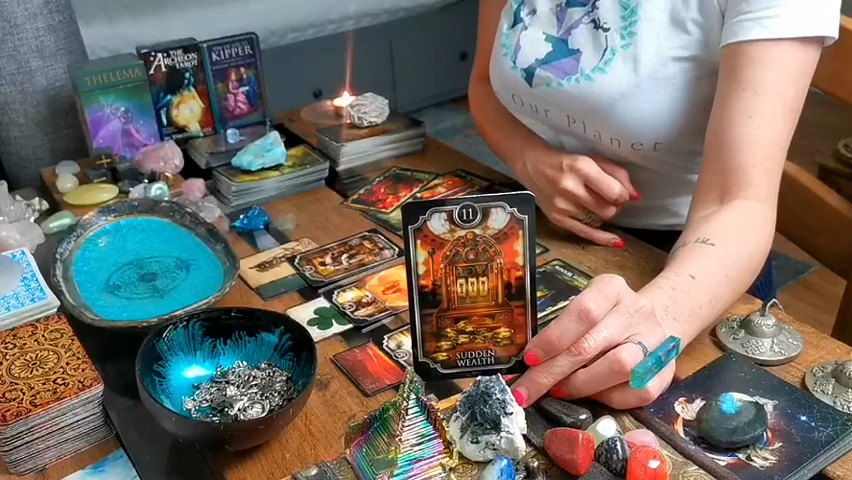 THELEMA
THE
ARCHEON
TAROT
KIPPER
Our Planet
11
SUDDEN
WEALTH